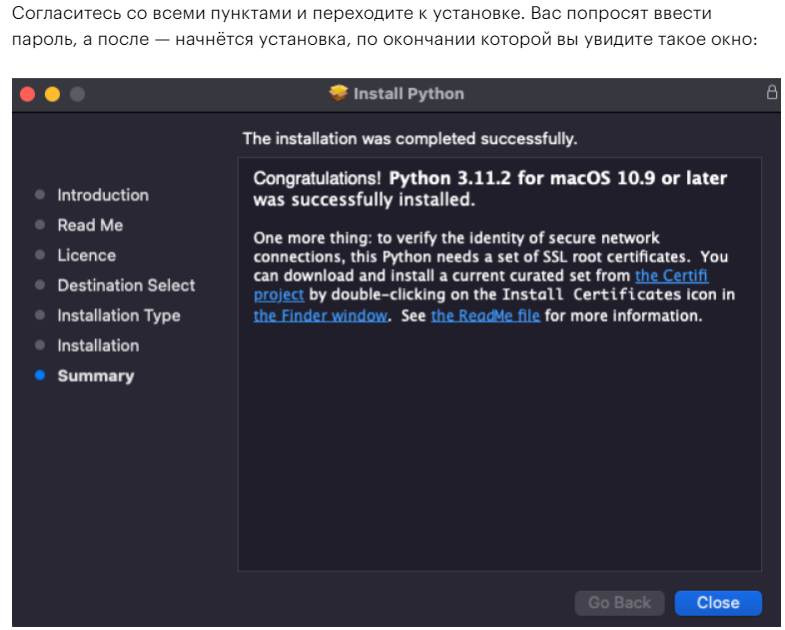 Согласитесь со всеми пунктами и переходите к установке. Вас попросят ввести
пароль, а после — начнётся установка, по окончании которой вы увидите такое окно:
Install Python
The installation was completed successfully.
Introduction
Read Me
Licence
Destination Select
Installation Type
Installation
Summary
Congratulations! Python 3.11.2 for macOS 10.9 or later
was successfully installed.
One more thing: to verify the identity of secure network
connections, this Python needs a set of SSL root certificates. You
can download and install a current curated set from the Certifi
project by double-clicking on the Install Certificates icon in
the Finder window. See the ReadMe file for more information.
Go Back
Close